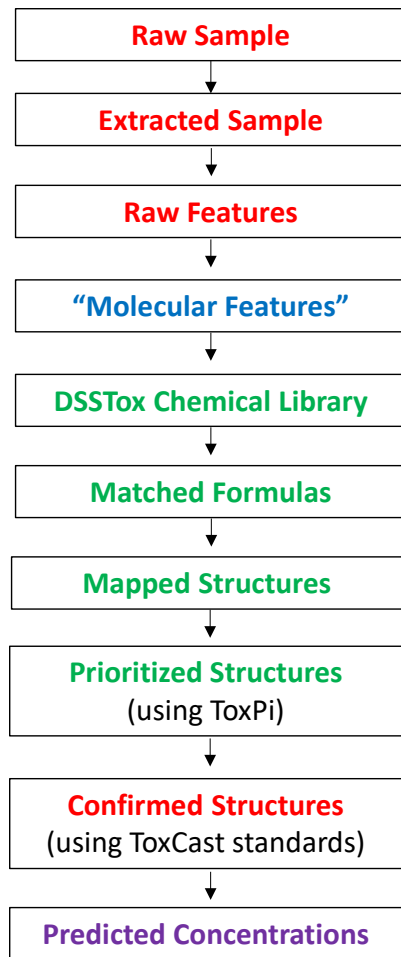 Raw Sample
Extracted Sample
Raw Features
“Molecular Features”
DSSTox Chemical Library
Matched Formulas
Mapped Structures
Prioritized Structures
(using ToxPi)
Confirmed Structures
(using ToxCast standards)
Predicted Concentrations